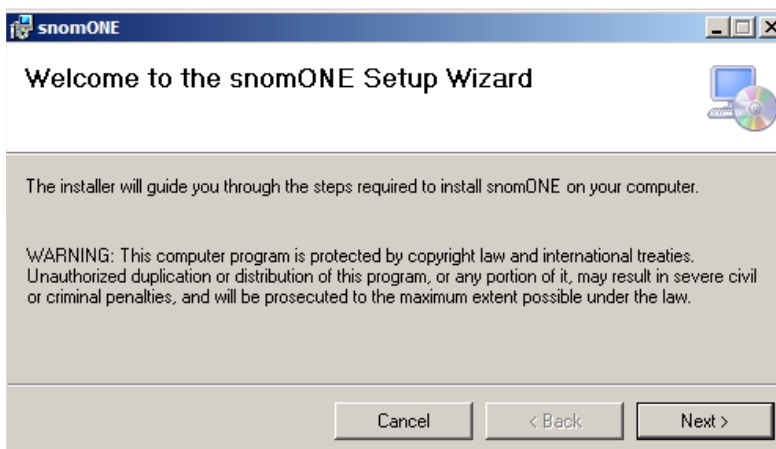 snomONE
Welcome to the snomONE Setup Wizard
The installer will guide you through the steps required to install snomONE on your computer.
WARNING: This computer program is protected by copyright law and international treaties.
Unauthorized duplication or distribution of this program, or any portion of it, may result in severe civil
or criminal penalties, and will be prosecuted to the maximum extent possible under the law.
Cancel
< Back
Next >